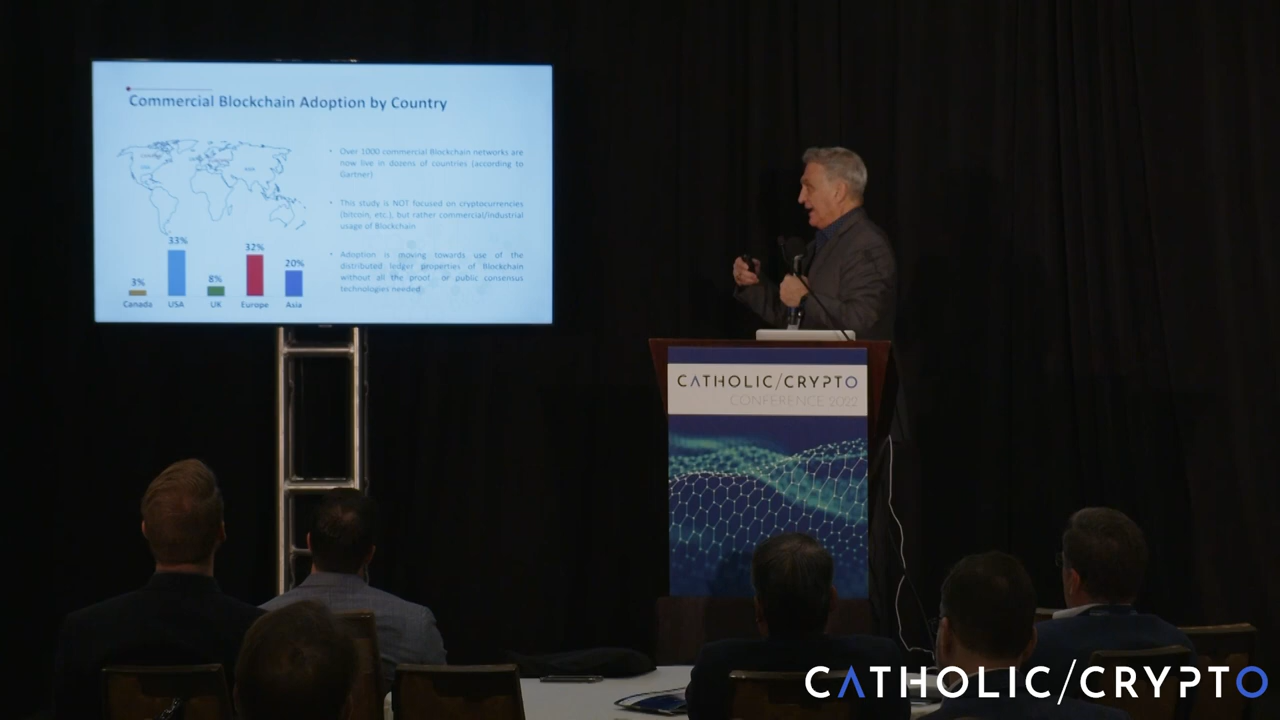 Commercial Blockchain Adoption by Country
• Over 1000 commercial Blockchain networks are
now live in dozens of countries (according to
Gartner)
• This study is NOT focused on cryptocurrencies
(bitcoin, etc.), but rather commercial/industrial
usage of Blockchain
• Adoption is moving towards use of the
distributed ledger properties of Blockchain
without all the proof or public consensus
technologies needed
3%
33%
8%
32%
20%
Canada
USA
UK
Europe
Asia
CATHOLIC/CRYPTO
CONFERENCE 2022
CATHOLIC/CRYPTO